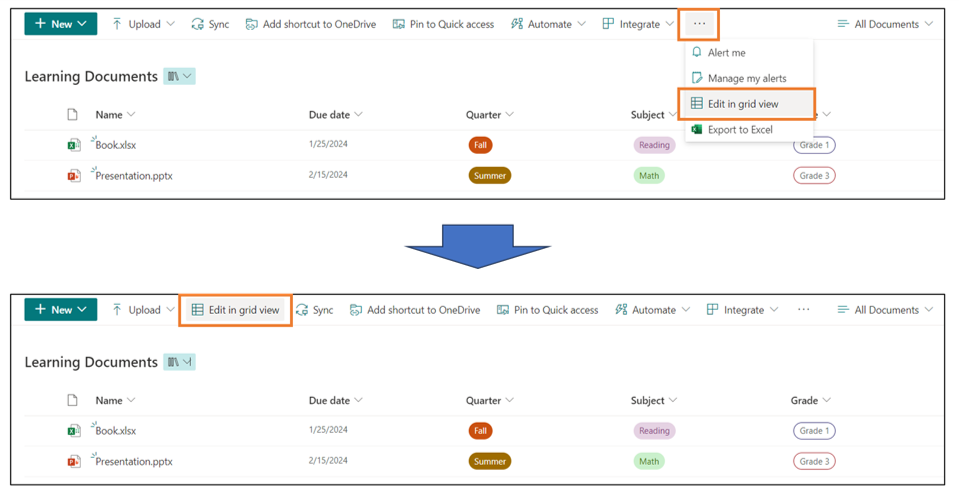 New Upload Sync Add shortcut to OneDrive Pin to Quick access Automate Integrate ... All Documents
Alert me
Manage my alerts
Edit in grid view
Export to Excel
Learning Documents
Name Due date Quarter Subject
Book.xlsx 1/25/2024 Fall Reading Grade 1
Presentation.pptx 2/15/2024 Summer Math Grade 3
New Upload Edit in grid view Sync Add shortcut to OneDrive Pin to Quick access Automate Integrate ... All Documents
Learning Documents
Name Due date Quarter Subject Grade
Book.xlsx 1/25/2024 Fall Reading Grade 1
Presentation.pptx 2/15/2024 Summer Math Grade 3